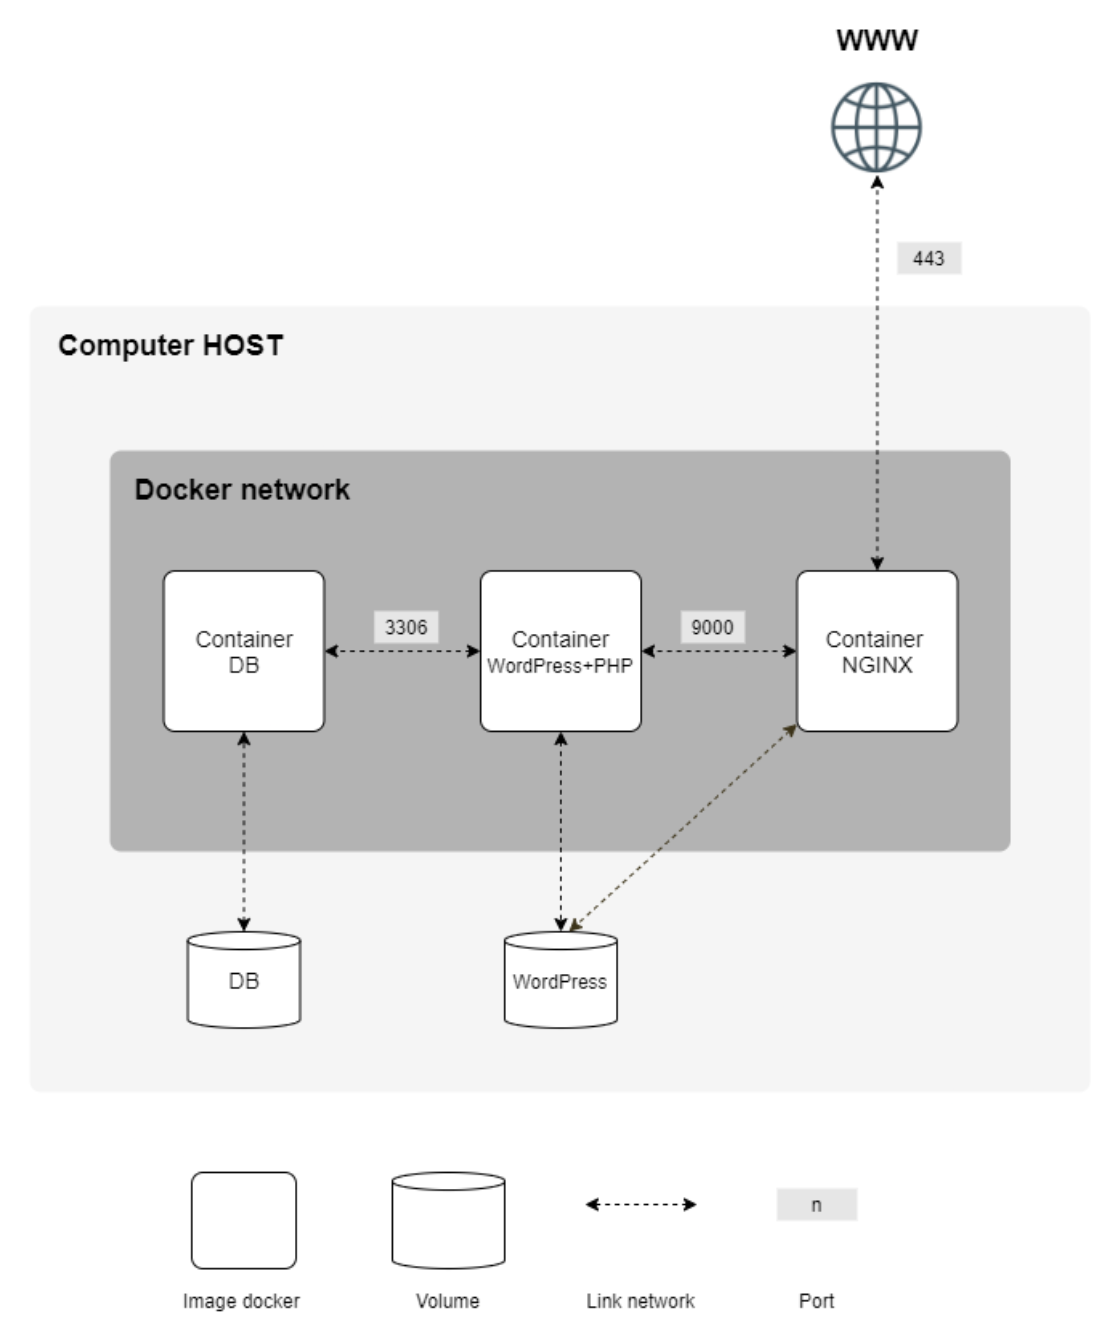 WWW
443
Computer HOST
Docker network
3306
9000
Container
DB
Container
WordPress+PHP
Container
NGINX
DB
WordPress
n
Image docker
Volume
Link network
Port